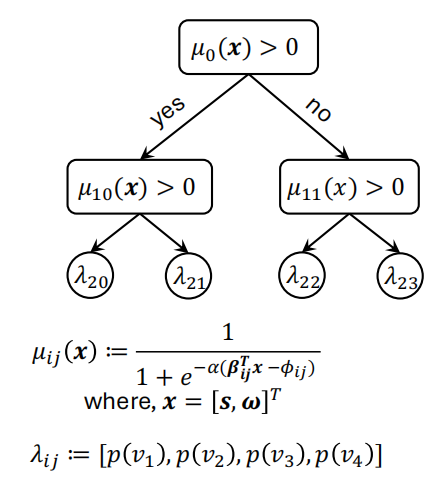 μ₀(𝒙) > 0
yes no
μ₁₀(𝒙) > 0 μ₁₁(x) > 0
λ₂₀ λ₂₁ λ₂₂ λ₂₃
μᵢⱼ(𝒙) ≔ 1 / (1 + e^{−α(𝜷ᵢⱼᵀ𝒙 −ϕᵢⱼ)})
where, 𝒙 = [𝒔, 𝝎]ᵀ
λᵢⱼ ≔ [p(v₁), p(v₂), p(v₃), p(v₄)]